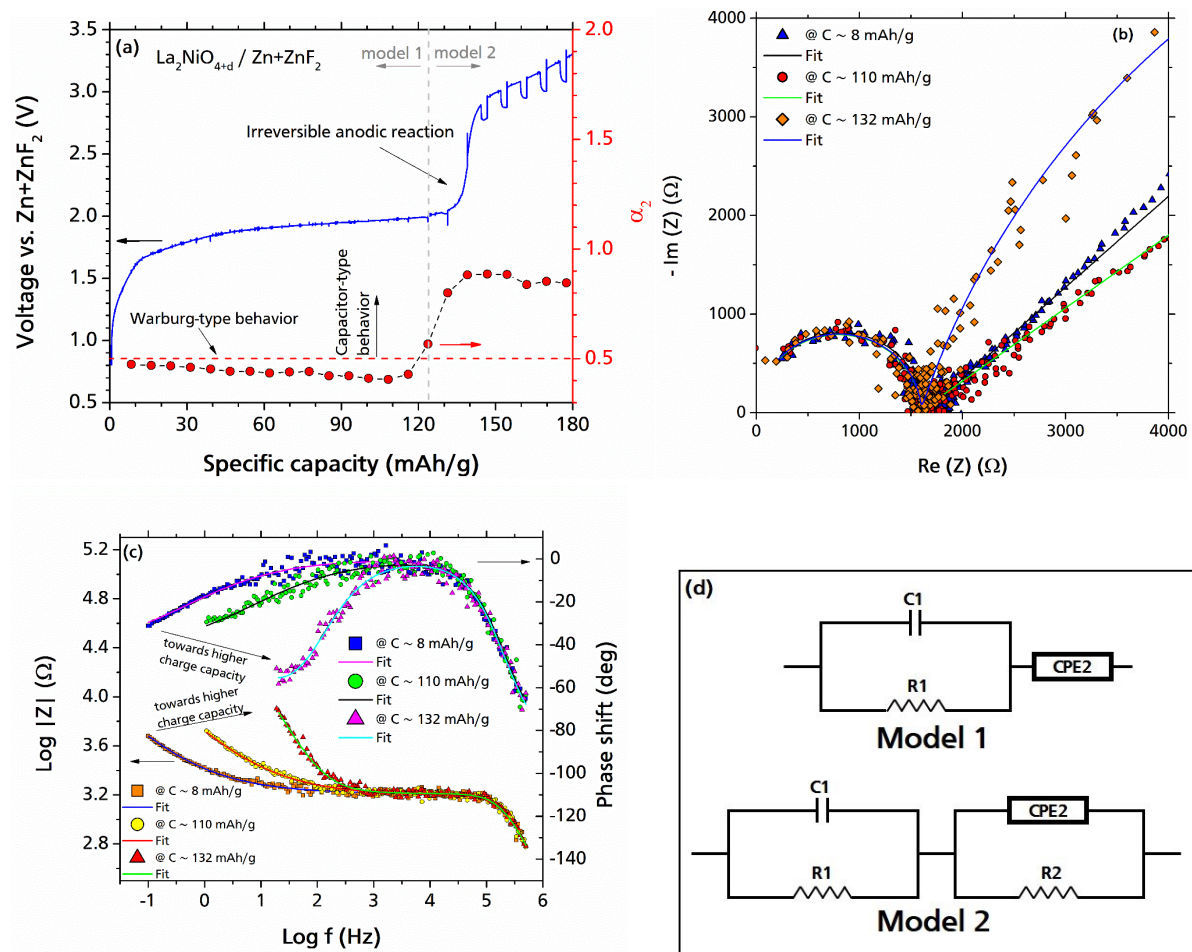 (a)
La2NiO4+d / Zn+ZnF2
model 1
model 2
Irreversible anodic reaction
Capacitor-type
behavior
Warburg-type behavior
Voltage vs. Zn+ZnF2 (V)
3.5
3.0
2.5
2.0
1.5
1.0
0.5
0 30 60 90 120 150 180
Specific capacity (mAh/g)
2.0
1.5
1.0
0.5
α2
(b)
@ C ~ 8 mAh/g
Fit
@ C ~ 110 mAh/g
Fit
@ C ~ 132 mAh/g
Fit
- Im (Z) (Ω)
4000
3000
2000
1000
0
0 1000 2000 3000 4000
Re (Z) (Ω)
(c)
Log |Z| (Ω)
5.2
4.8
4.4
4.0
3.6
3.2
2.8
towards higher
charge capacity
towards higher
charge capacity
@ C ~ 8 mAh/g
Fit
@ C ~ 110 mAh/g
Fit
@ C ~ 132 mAh/g
Fit
@ C ~ 8 mAh/g
Fit
@ C ~ 110 mAh/g
Fit
@ C ~ 132 mAh/g
Fit
0
-20
-40
-60
-80
-100
-120
-140
Phase shift (deg)
-1 0 1 2 3 4 5 6
Log f (Hz)
(d)
C1
CPE2
R1
Model 1
C1
CPE2
R1
R2
Model 2